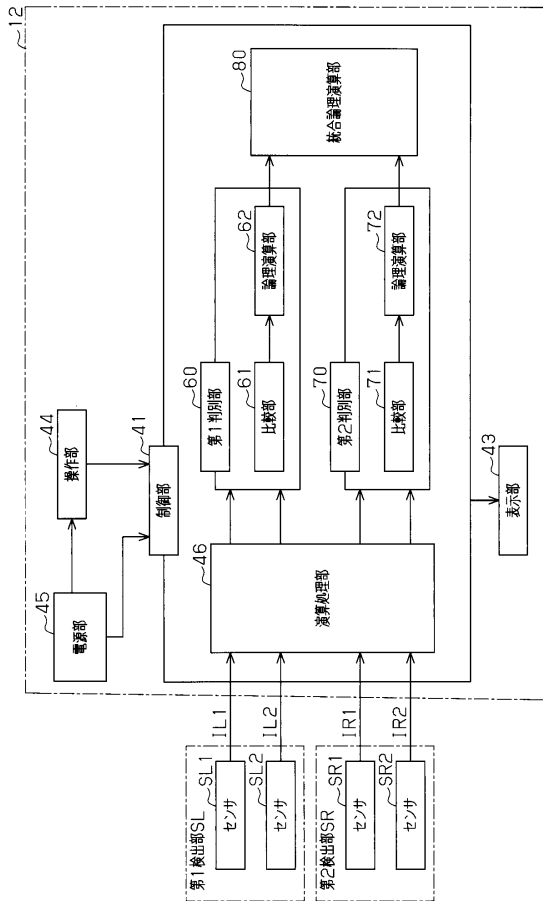 12
45
電源部
44
操作部
41
制御部
第1検出部SL
SL1
センサ
SL2
センサ
第2検出部SR
SR1
センサ
SR2
センサ
IL1
IL2
IR1
IR2
46
演算処理部
60
第1判別部
61
比較部
62
論理演算部
70
第2判別部
71
比較部
72
論理演算部
80
統合論理演算部
43
表示部